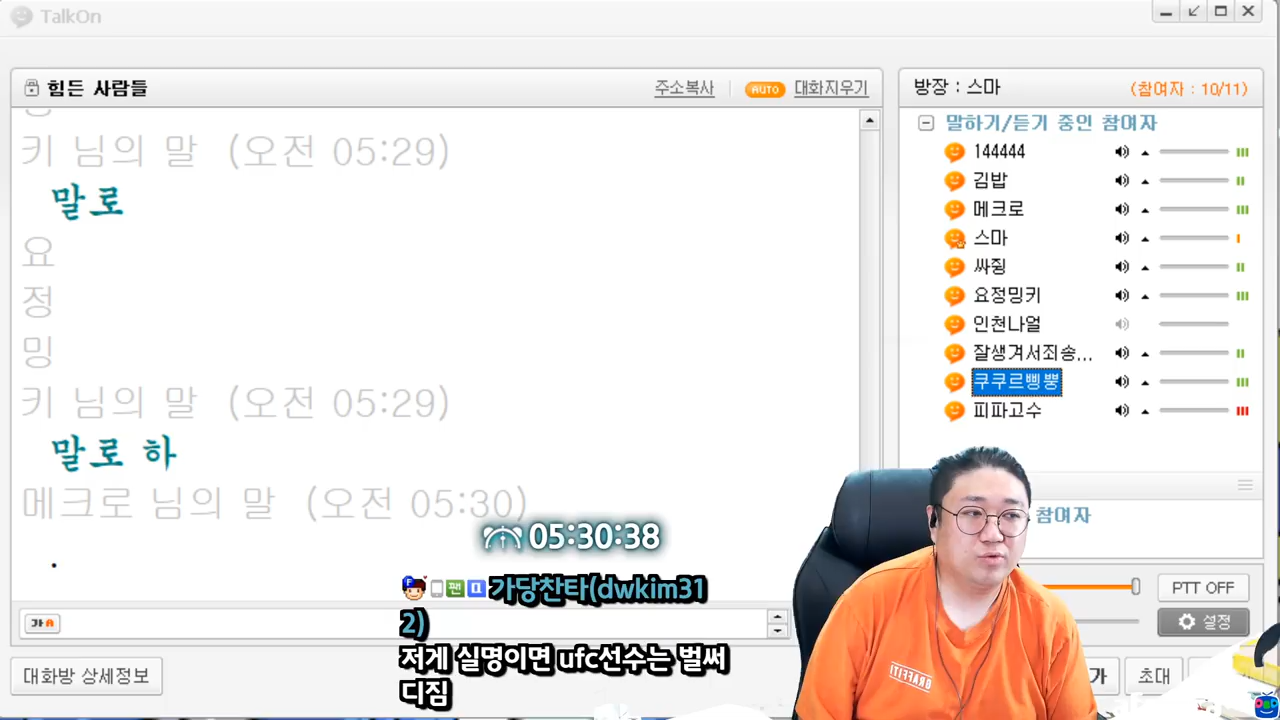 TalkOn
힘든 사람들
주소복사
AUTO
대화지우기
키 님의 말 (오전 05:29)
말로
요
정
밍
키 님의 말 (오전 05:29)
말로 하
메크로 님의 말 (오전 05:30)
.
방장 : 스마
(참여자 : 10/11)
말하기/듣기 중인 참여자
144444
김밥
메크로
스마
싸쥥
요정밍키
인천나얼
잘생겨서죄송...
쿠쿠르삥뽕
피파고수
참여자
05:30:38
팬
가당찬타(dwkim31
2)
저게 실명이면 ufc선수는 벌써
디짐
가
PTT OFF
설정
대화방 상세정보
가
초대
GRAFFITI